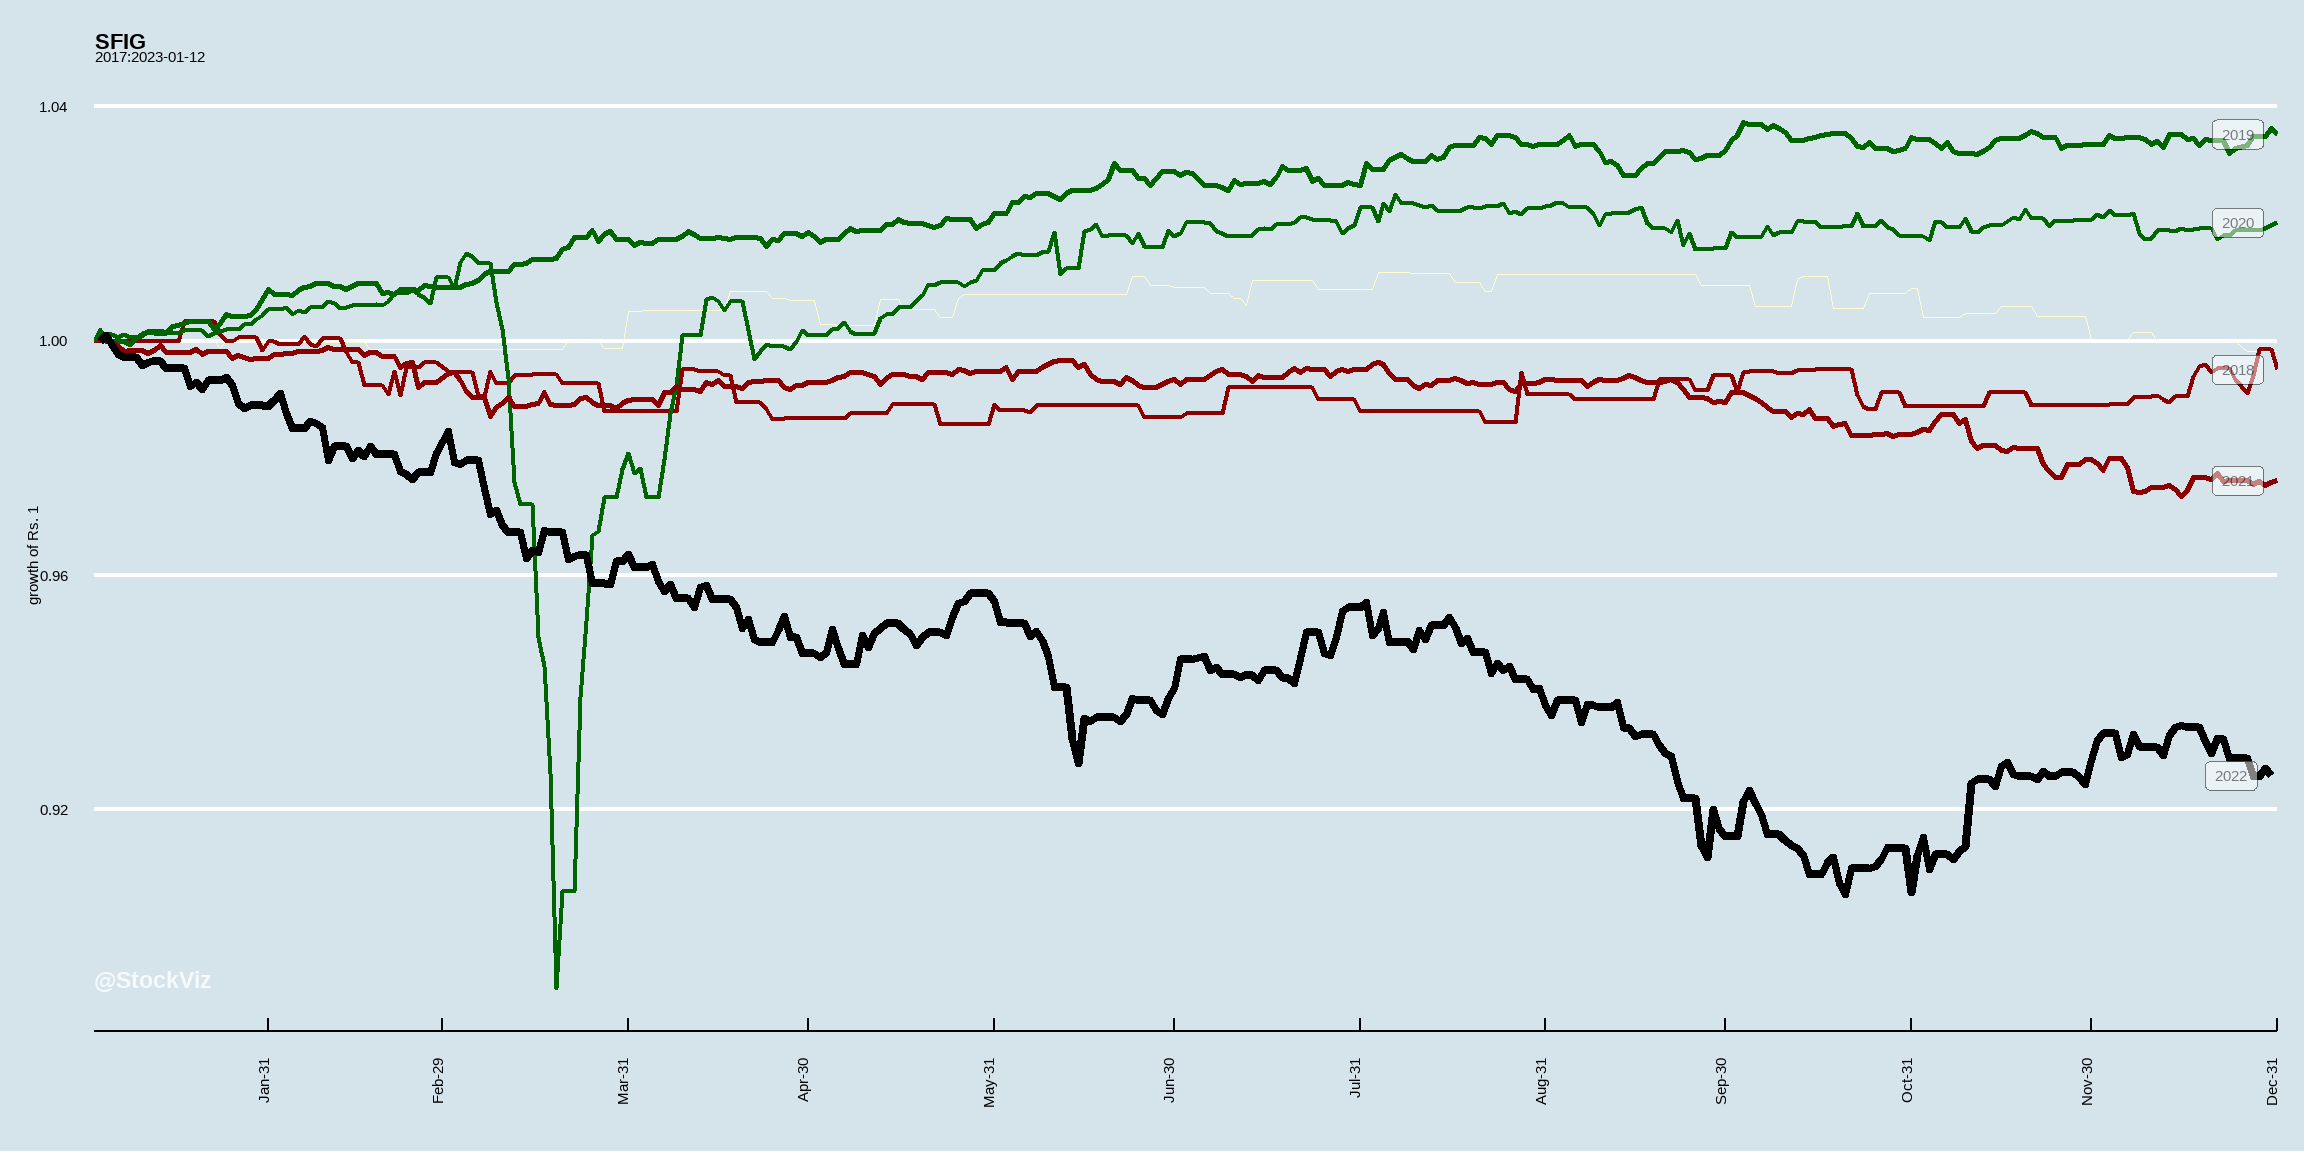 SFIG
2017:2023-01-12
growth of Rs. 1
1.04
1.00
0.96
0.92
2019
2020
2018
2021
2022
@StockViz
Jan-31
Feb-29
Mar-31
Apr-30
May-31
Jun-30
Jul-31
Aug-31
Sep-30
Oct-31
Nov-30
Dec-31